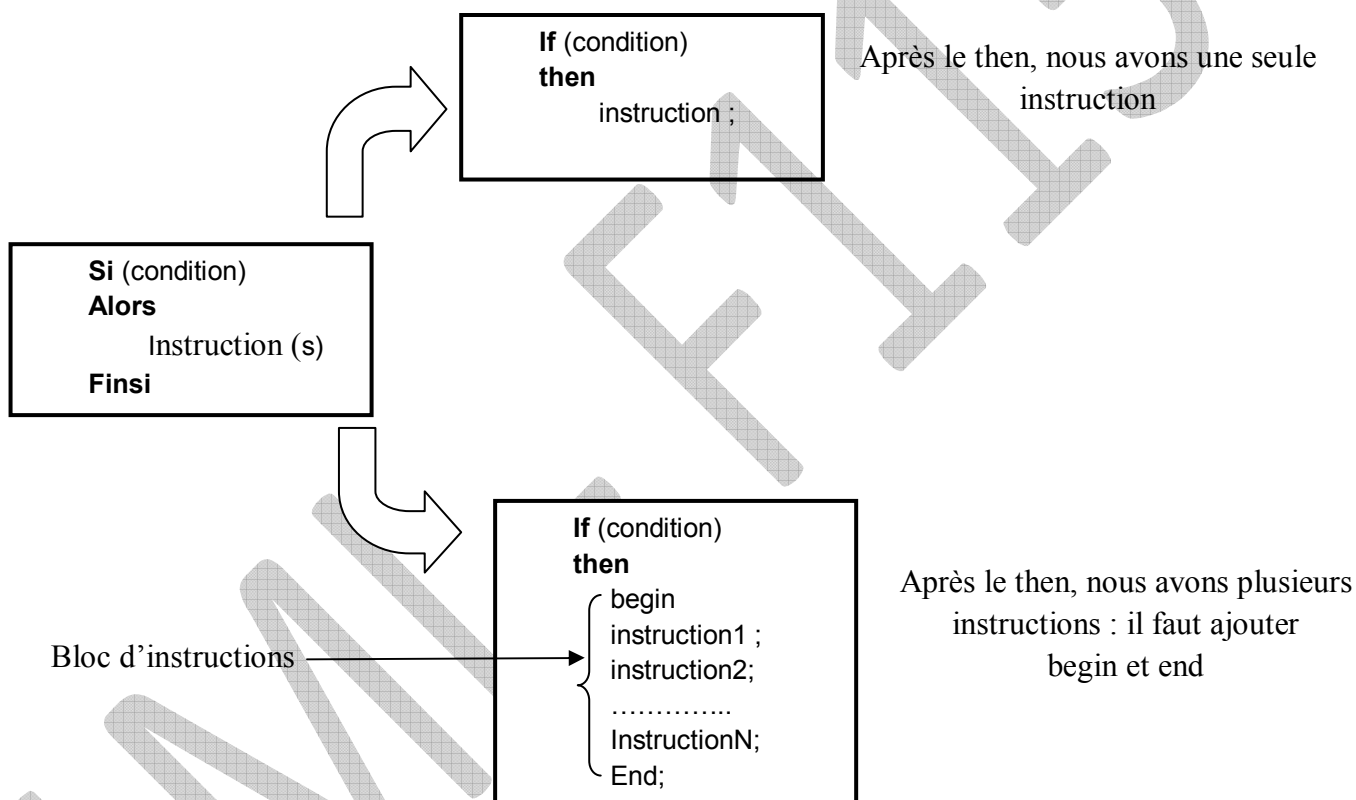 If (condition)
then
instruction ;
Après le then, nous avons une seule
instruction
Si (condition)
Alors
Instruction (s)
Finsi
If (condition)
then
begin
instruction1 ;
instruction2;
…………..
InstructionN;
End;
Bloc d’instructions
Après le then, nous avons plusieurs
instructions : il faut ajouter
begin et end